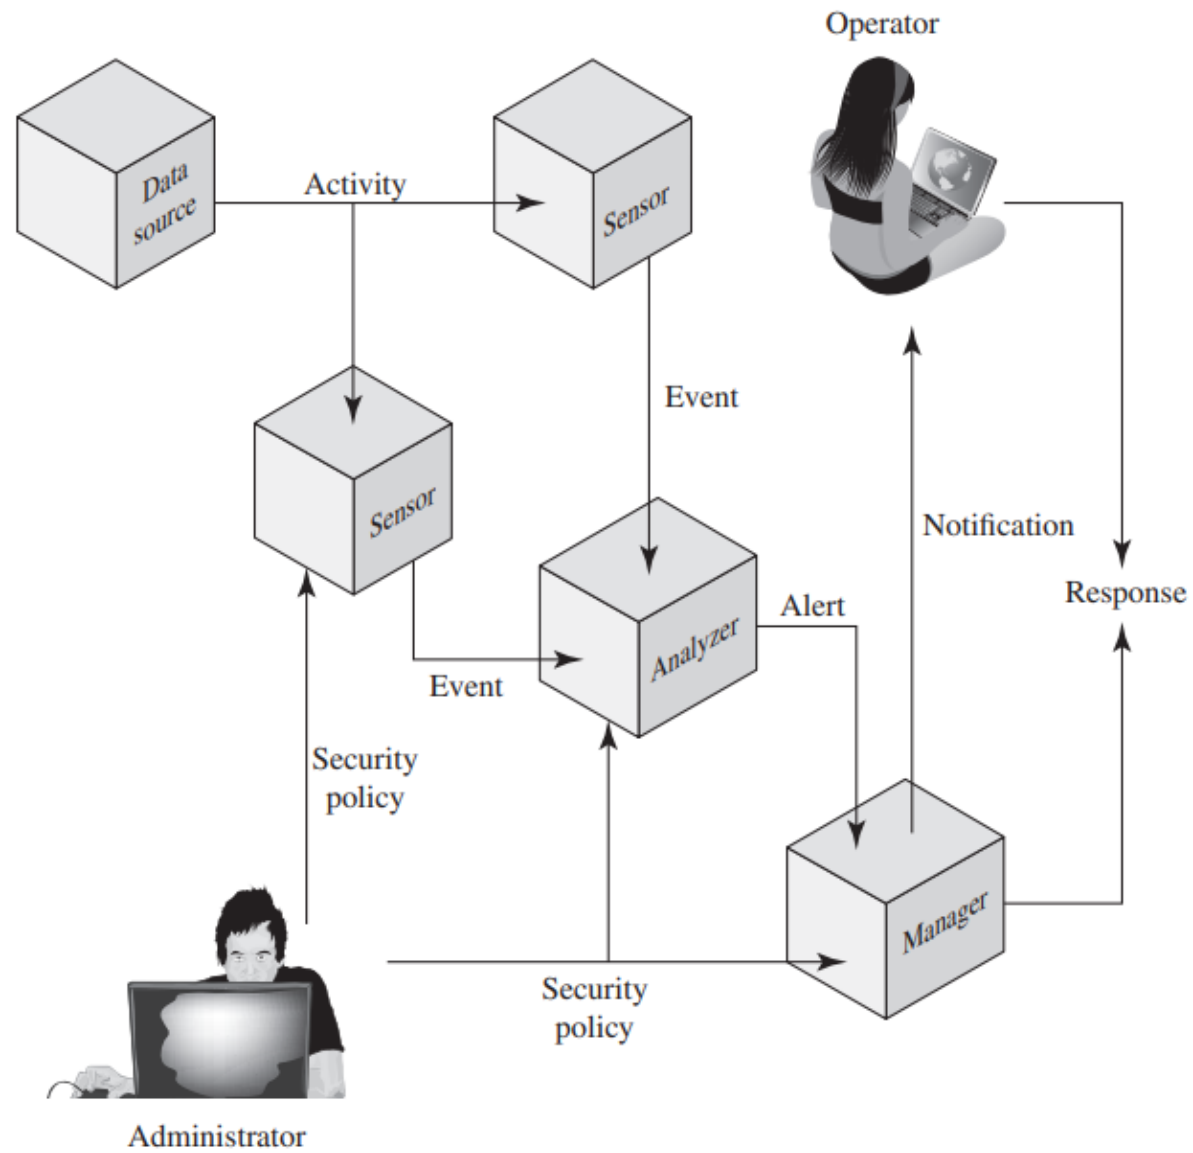 Operator
Data
source
Activity
Sensor
Event
Sensor
Notification
Response
Alert
Analyzer
Event
Security
policy
Manager
Security
policy
Administrator